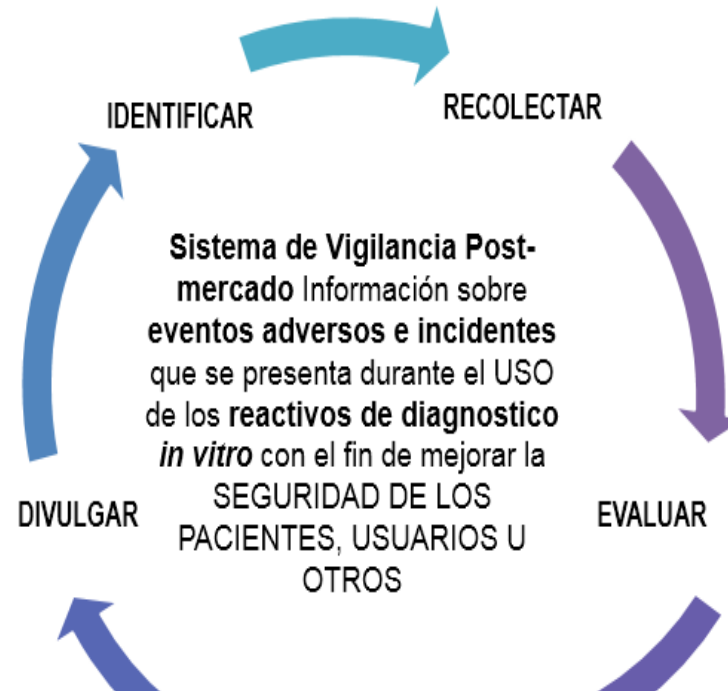 IDENTIFICAR
RECOLECTAR
Sistema de Vigilancia Post-
mercado Información sobre
eventos adversos e incidentes
que se presenta durante el USO
de los reactivos de diagnostico
in vitro con el fin de mejorar la
SEGURIDAD DE LOS
PACIENTES, USUARIOS U
OTROS
EVALUAR
DIVULGAR